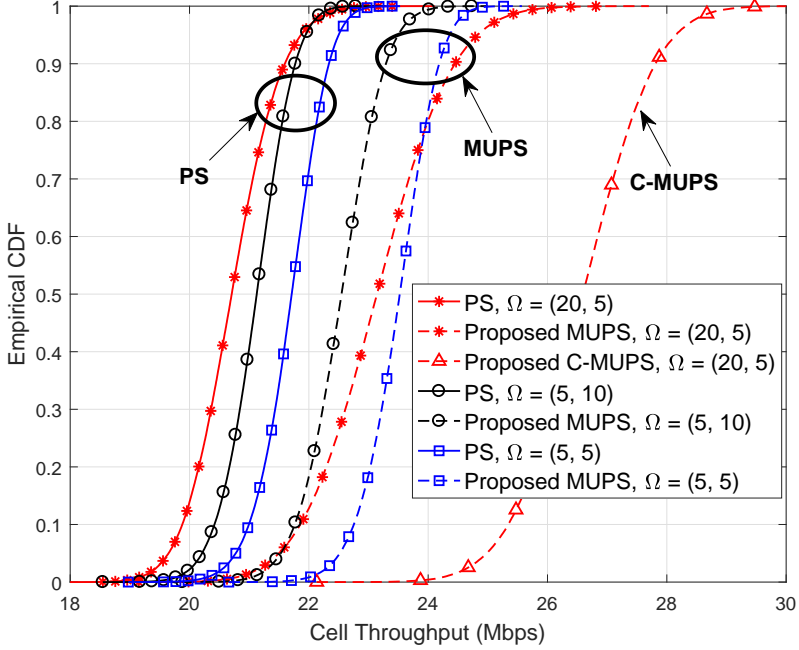 1
0.9
0.8
0.7
0.6
0.5
0.4
0.3
0.2
0.1
0
Empirical CDF
PS
MUPS
C-MUPS
PS, Ω = (20, 5)
Proposed MUPS, Ω = (20, 5)
Proposed C-MUPS, Ω = (20, 5)
PS, Ω = (5, 10)
Proposed MUPS, Ω = (5, 10)
PS, Ω = (5, 5)
Proposed MUPS, Ω = (5, 5)
18 20 22 24 26 28 30
Cell Throughput (Mbps)